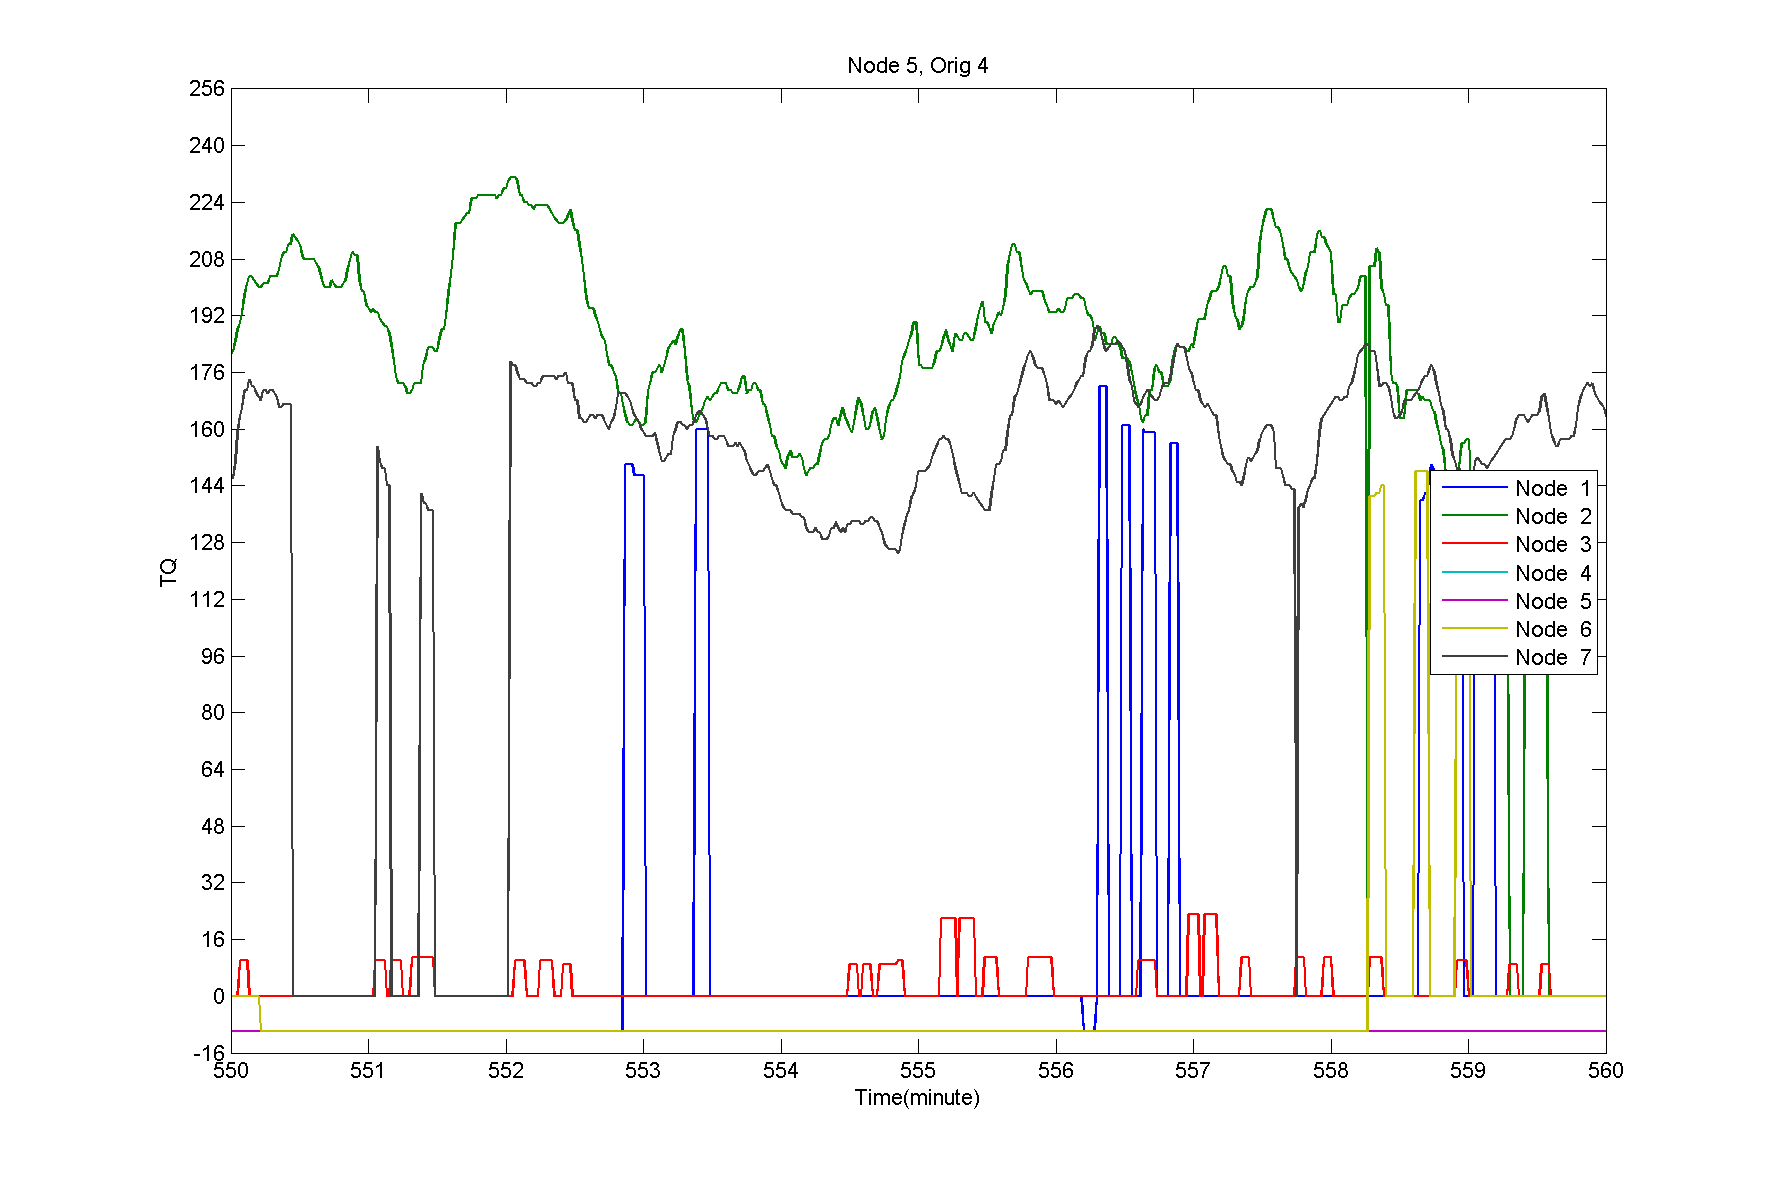 Node 5, Orig 4
256
240
224
208
192
176
160
144
128
112
96
80
64
48
32
16
0
-16
TQ
Node 1
Node 2
Node 3
Node 4
Node 5
Node 6
Node 7
550 551 552 553 554 555 556 557 558 559 560
Time(minute)